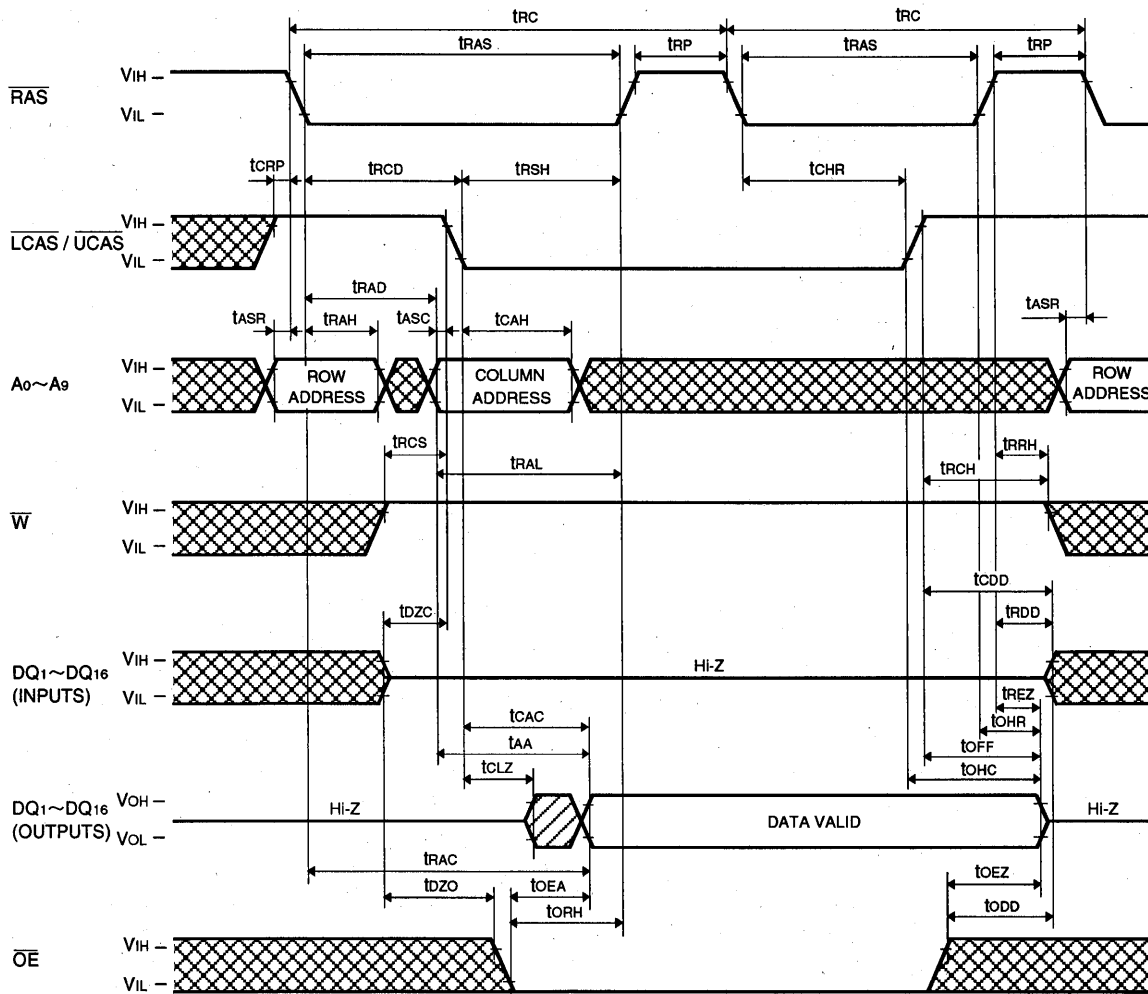 tRC tRC
tRAS tRP tRAS tRP
VIH
RAS
VIL
tCRP tRCD tRSH tCHR
VIH
LCAS / UCAS
VIL
tRAD
tASR tRAH tASC tCAH tASR
VIH
A0~A9 ROW ADDRESS COLUMN ADDRESS ROW ADDRESS
VIL
tRCS tRAL tRRH
tRCH
VIH
W
VIL
tCDD
tDZC tRDD
VIH
DQ1~DQ16 (INPUTS) Hi-Z
VIL
tREZ
tCAC tOHR
tAA tOFF
tCLZ tOHC
VOH
DQ1~DQ16 (OUTPUTS) Hi-Z DATA VALID Hi-Z
VOL
tRAC
tDZO tOEA tOEZ
tORH tODD
VIH
OE
VIL